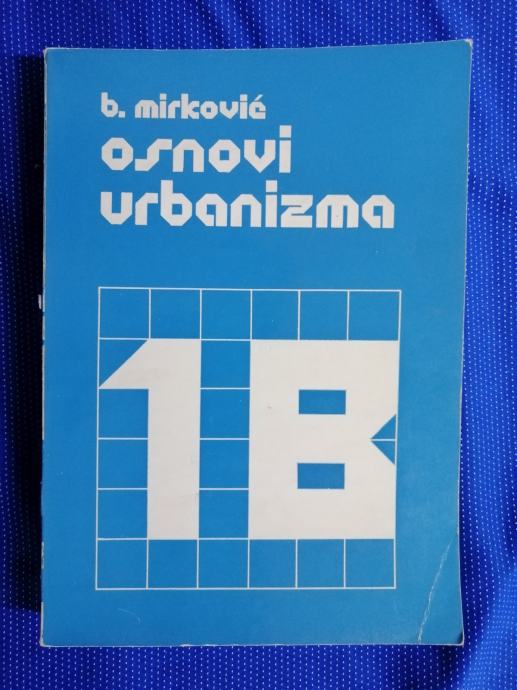 b. mirković
osnovi
urbanizma
1B